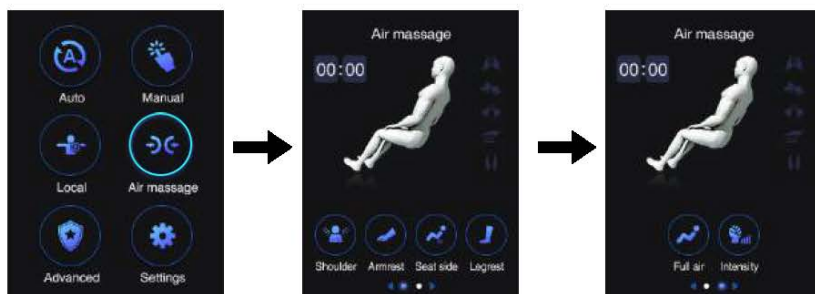 Auto Manual
Local Air massage
Advanced Settings
Air massage
00:00
Shoulder Armrest Seat side Legrest
Air massage
00:00
Full air Intensity